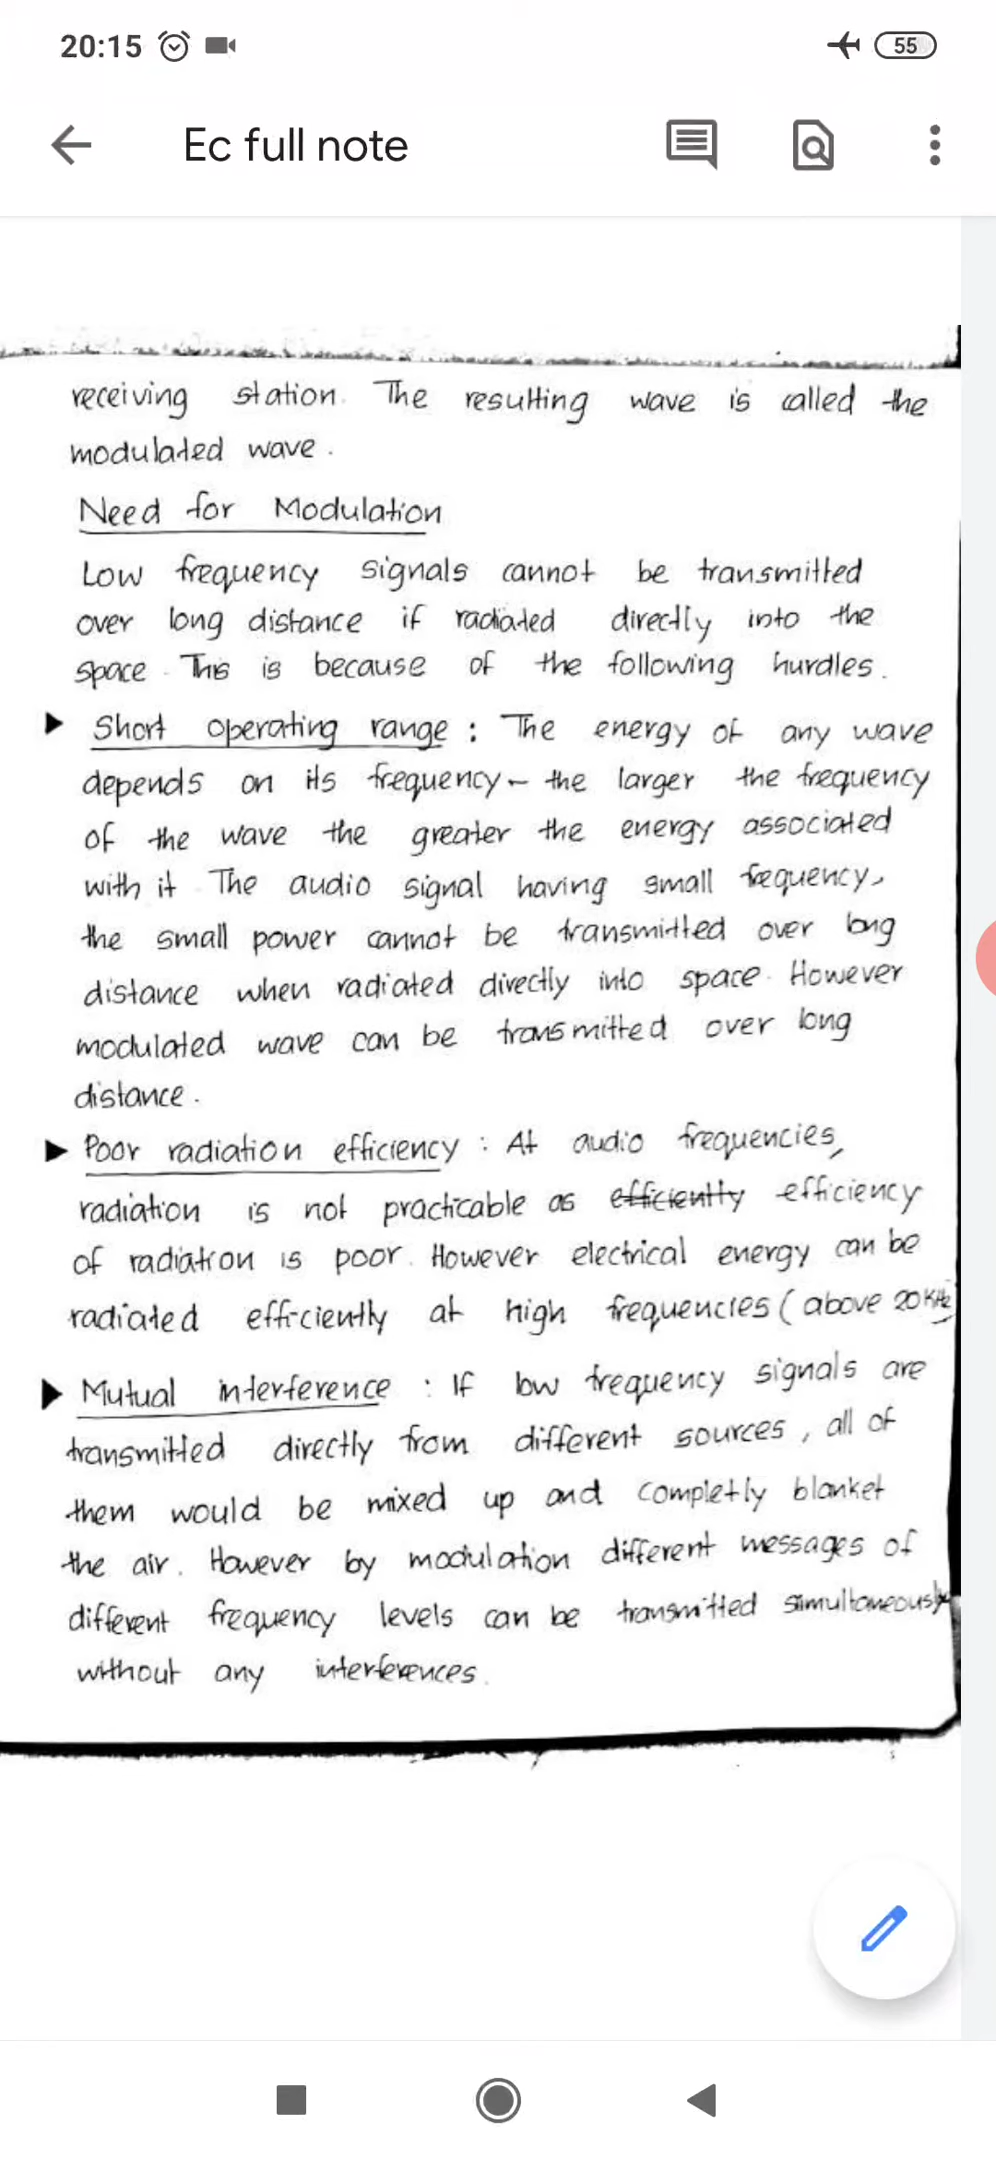 20:15
55
Ec full note
receiving station. The resulting wave is called the
modulated wave.
Need for Modulation
Low frequency signals cannot be transmitted
over long distance if radiated directly into the
space. This is because of the following hurdles.
▶ Short operating range : The energy of any wave
depends on its frequency - the larger the frequency
of the wave the greater the energy associated
with it. The audio signal having small frequency,
the small power cannot be transmitted over long
distance when radiated directly into space. However
modulated wave can be transmitted over long
distance.
▶ Poor radiation efficiency : At audio frequencies,
radiation is not practicable as efficiently efficiency
of radiation is poor. However electrical energy can be
radiated efficiently at high frequencies (above 20 KHz)
▶ Mutual interference : If low frequency signals are
transmitted directly from different sources, all of
them would be mixed up and completly blanket
the air. However by modulation different messages of
different frequency levels can be transmitted simultaneously
without any interferences.